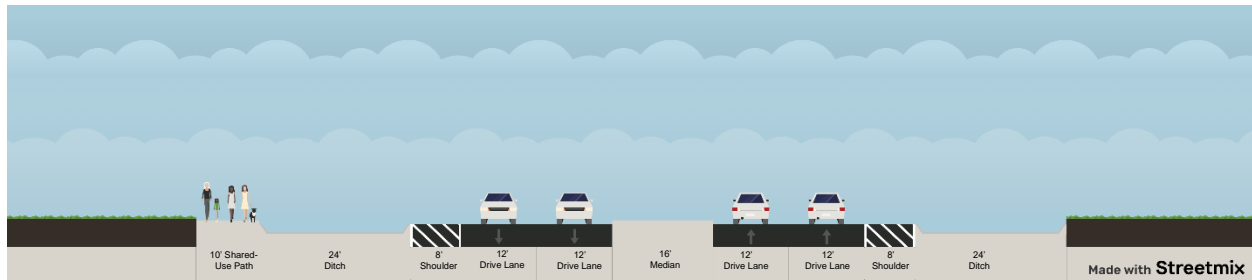 10' Shared-
Use Path
24'
Ditch
8'
Shoulder
12'
Drive Lane
12'
Drive Lane
16'
Median
12'
Drive Lane
12'
Drive Lane
8'
Shoulder
24'
Ditch
Made with Streetmix